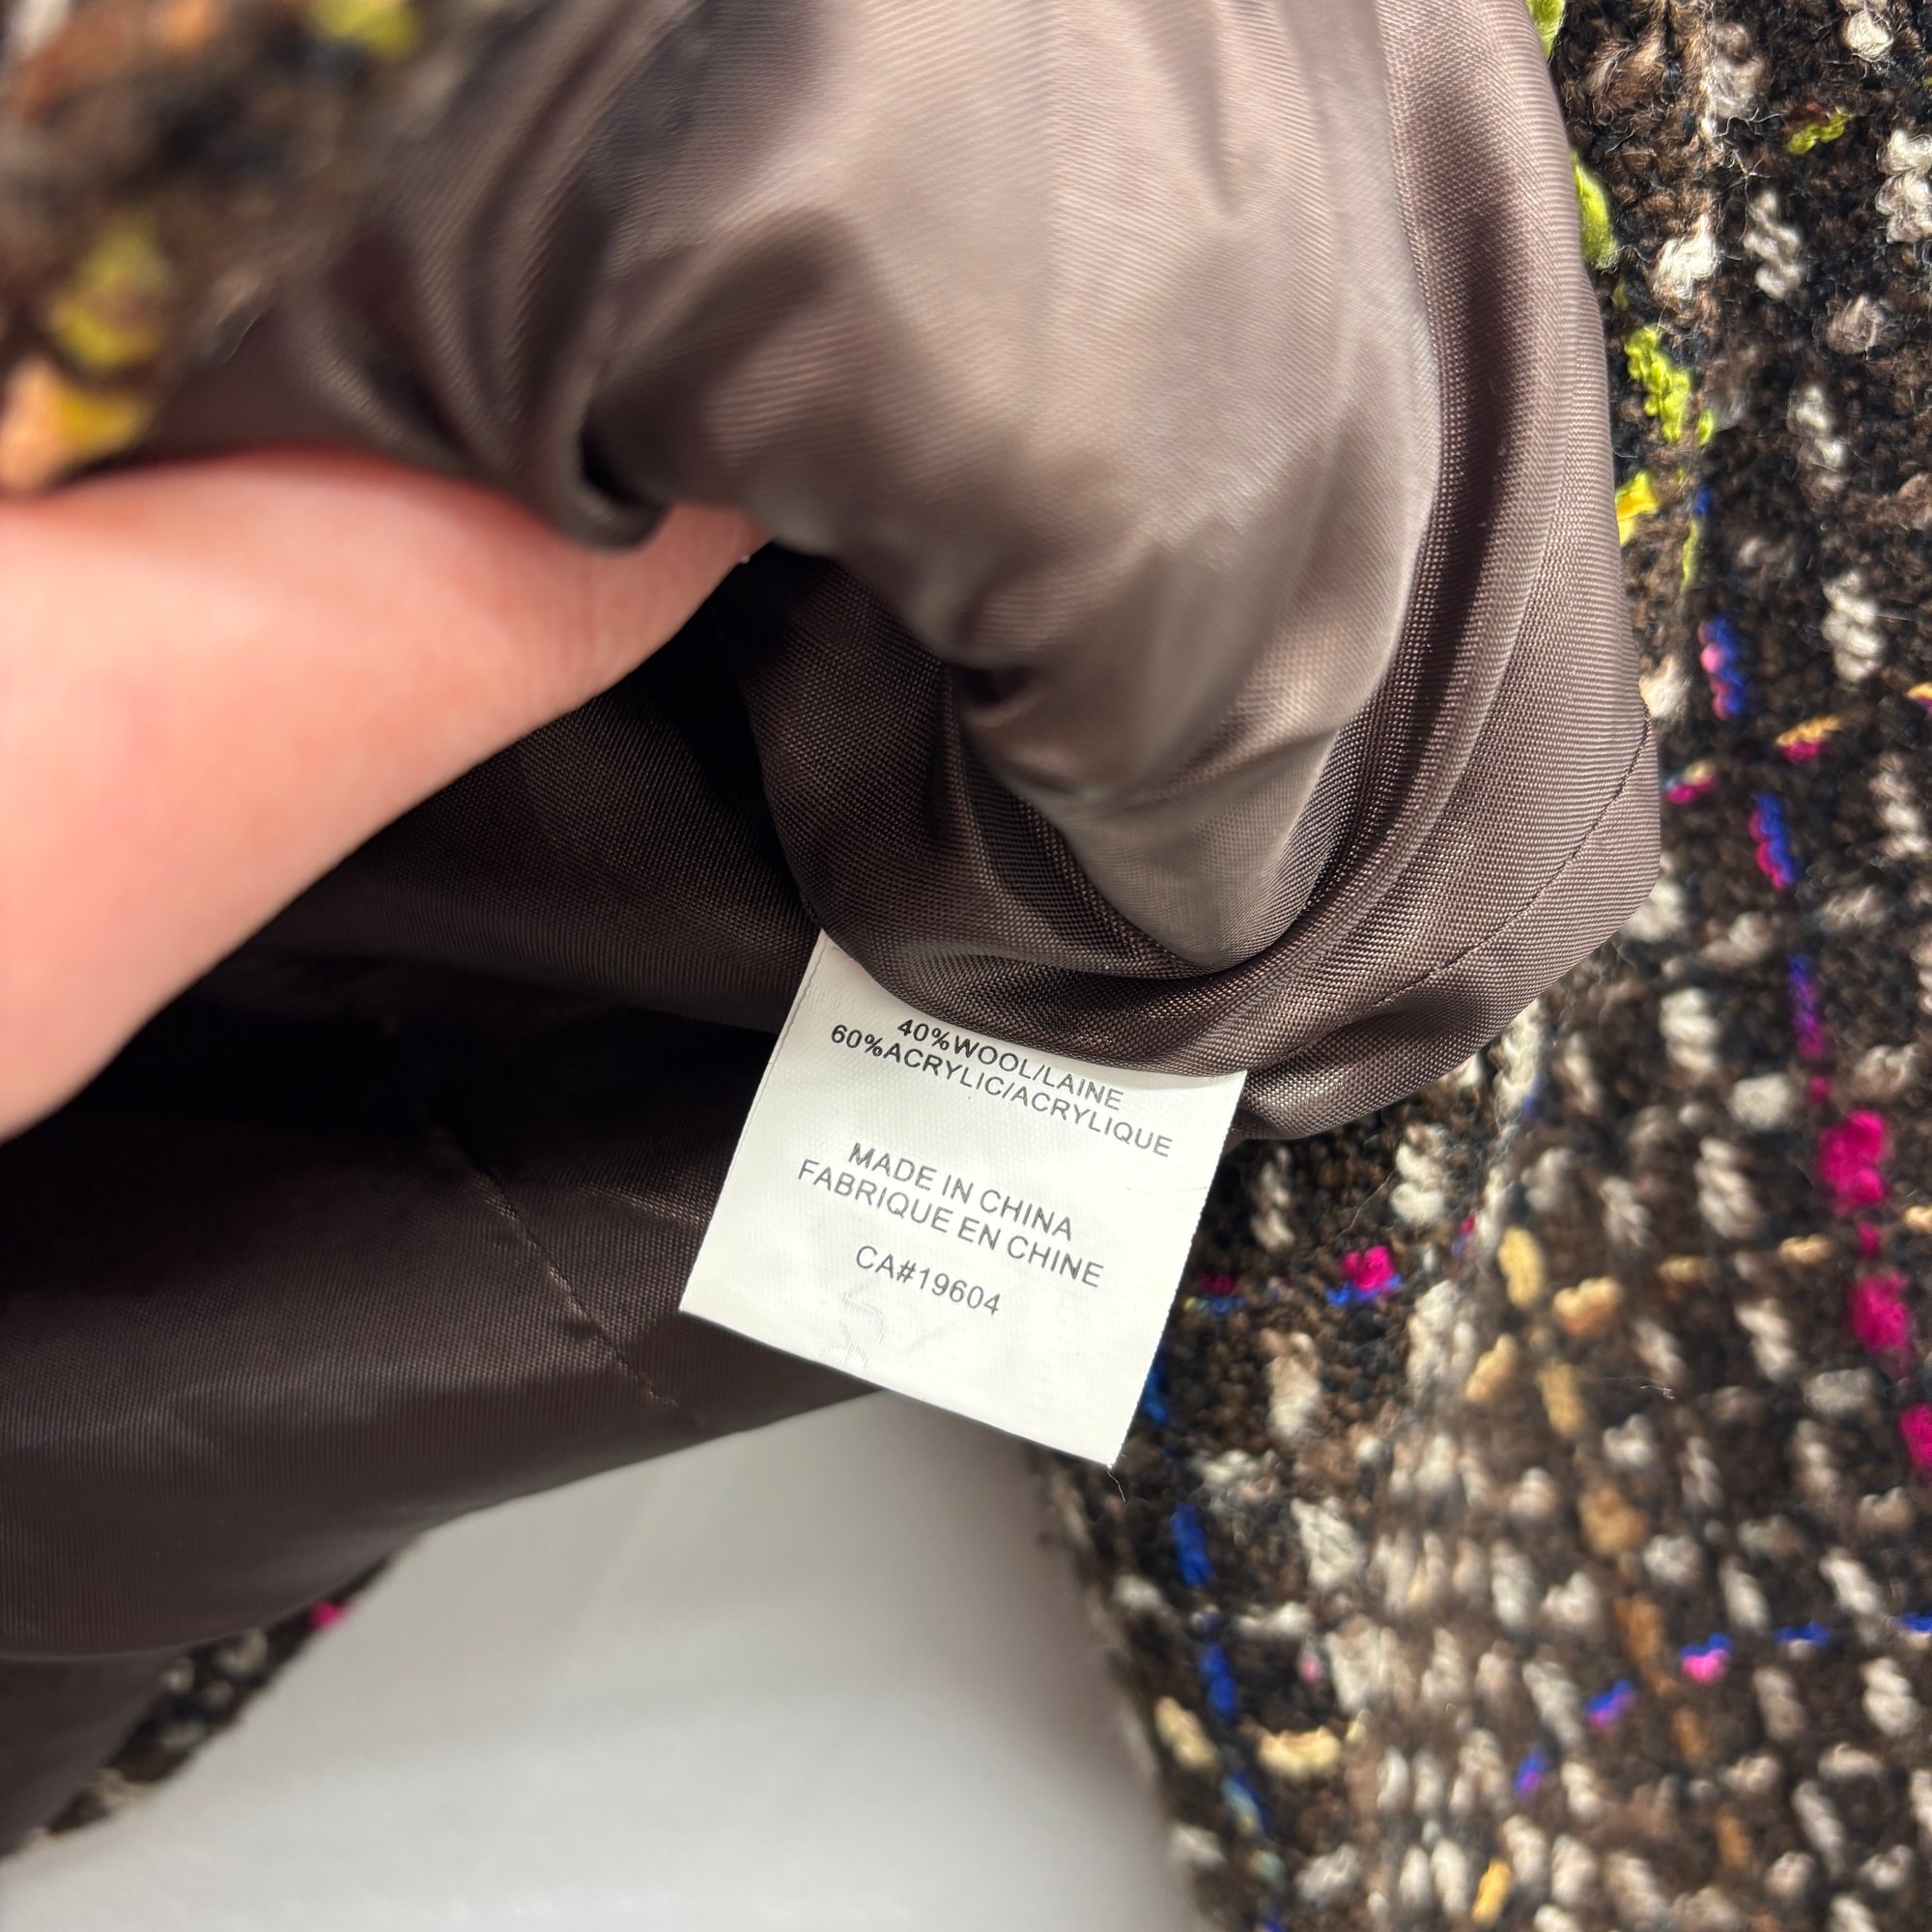 40%WOOL/LAINE
60%ACRYLIC/ACRYLIQUE
MADE IN CHINA
FABRIQUE EN CHINE
CA#19604